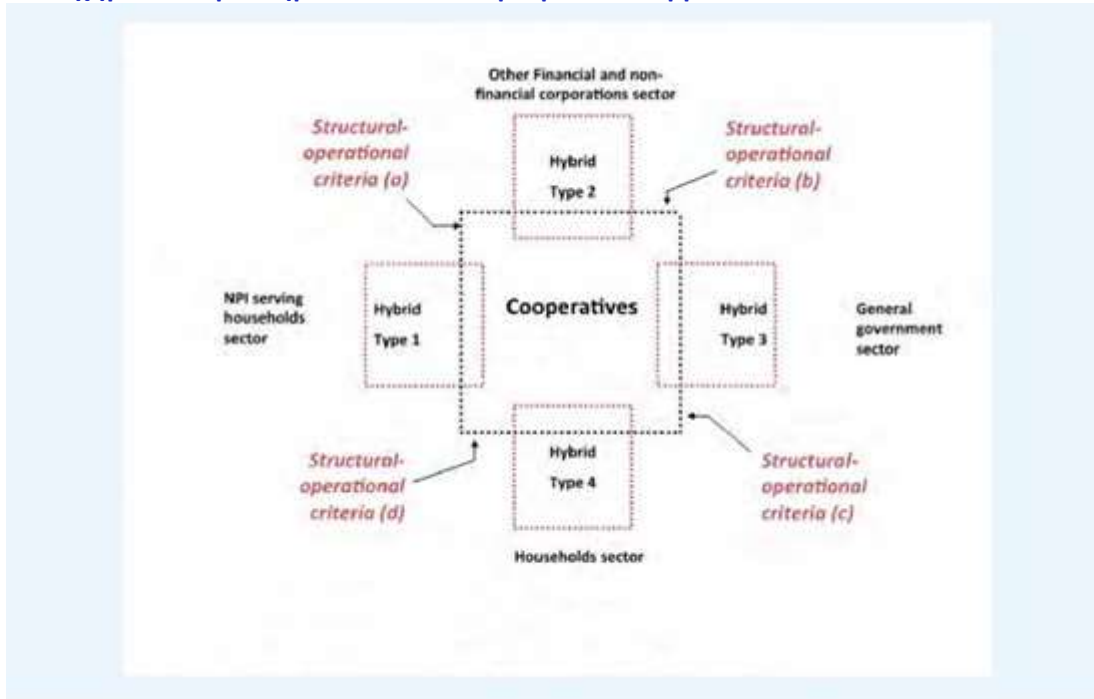 Other Financial and non-
financial corporations sector
Structural-
operational
criteria (a)
Structural-
operational
criteria (b)
Hybrid
Type 2
NPI serving
households
sector
Hybrid
Type 1
Cooperatives
Hybrid
Type 3
General
government
sector
Structural-
operational
criteria (d)
Hybrid
Type 4
Structural-
operational
criteria (c)
Households sector